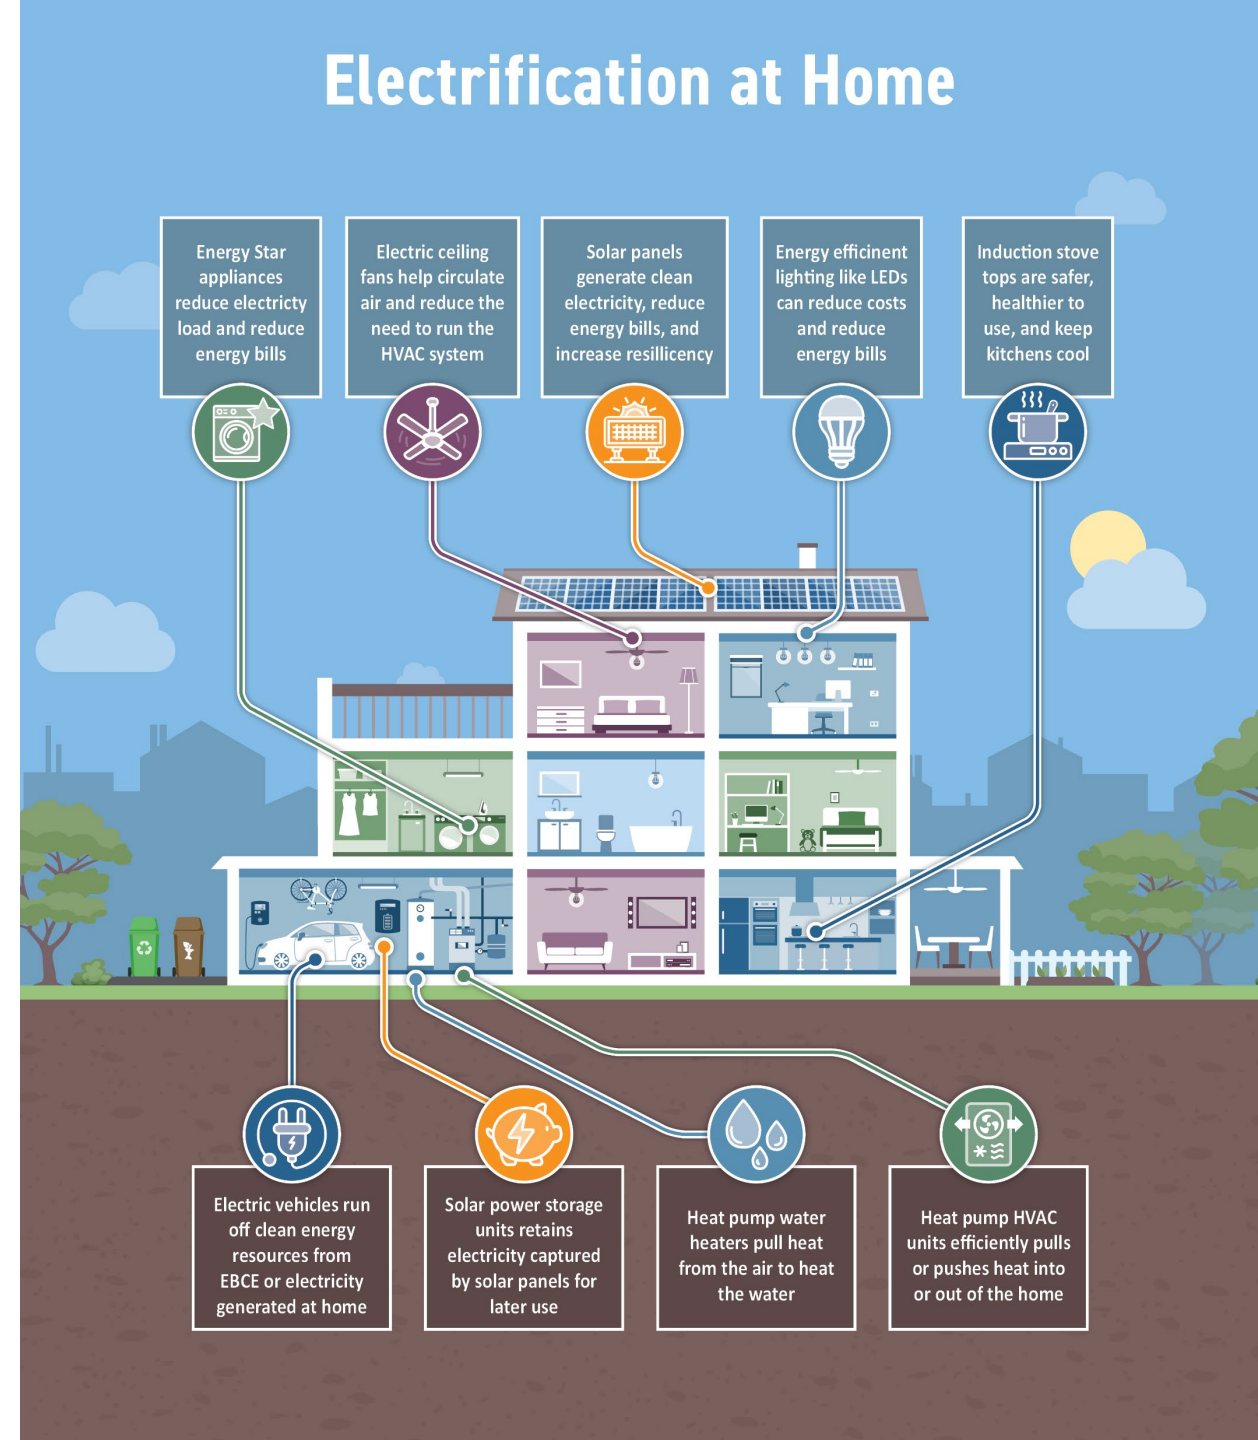 Electrification at Home
Energy Star
appliances
reduce electricty
load and reduce
energy bills
Electric ceiling
fans help circulate
air and reduce the
need to run the
HVAC system
Solar panels
generate clean
electricity, reduce
energy bills, and
increase resillicency
Energy efficinent
lighting like LEDs
can reduce costs
and reduce
energy bills
Induction stove
tops are safer,
healthier to
use, and keep
kitchens cool
Electric vehicles run
off clean energy
resources from
EBCE or electricity
generated at home
Solar power storage
units retains
electricity captured
by solar panels for
later use
Heat pump water
heaters pull heat
from the air to heat
the water
Heat pump HVAC
units efficiently pulls
or pushes heat into
or out of the home